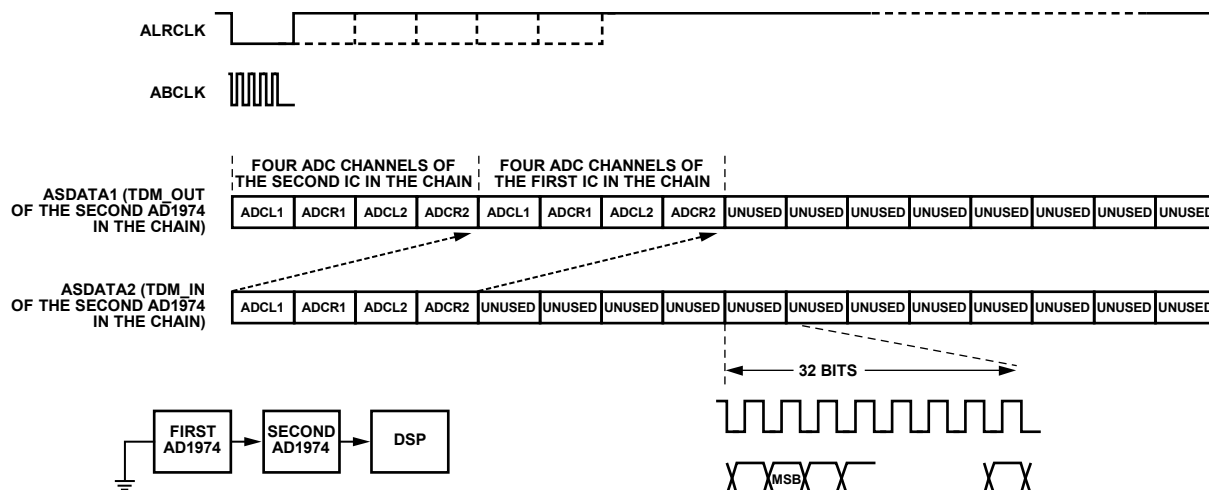 ALRCLK
ABCLK
FOUR ADC CHANNELS OF
THE SECOND IC IN THE CHAIN
FOUR ADC CHANNELS OF
THE FIRST IC IN THE CHAIN
ASDATA1 (TDM_OUT
OF THE SECOND AD1974
IN THE CHAIN)
ADCL1 ADCR1 ADCL2 ADCR2 ADCL1 ADCR1 ADCL2 ADCR2 UNUSED UNUSED UNUSED UNUSED UNUSED UNUSED UNUSED UNUSED
ASDATA2 (TDM_IN
OF THE SECOND AD1974
IN THE CHAIN)
ADCL1 ADCR1 ADCL2 ADCR2 UNUSED UNUSED UNUSED UNUSED UNUSED UNUSED UNUSED UNUSED UNUSED UNUSED UNUSED UNUSED
32 BITS
FIRST
AD1974
SECOND
AD1974
DSP
MSB